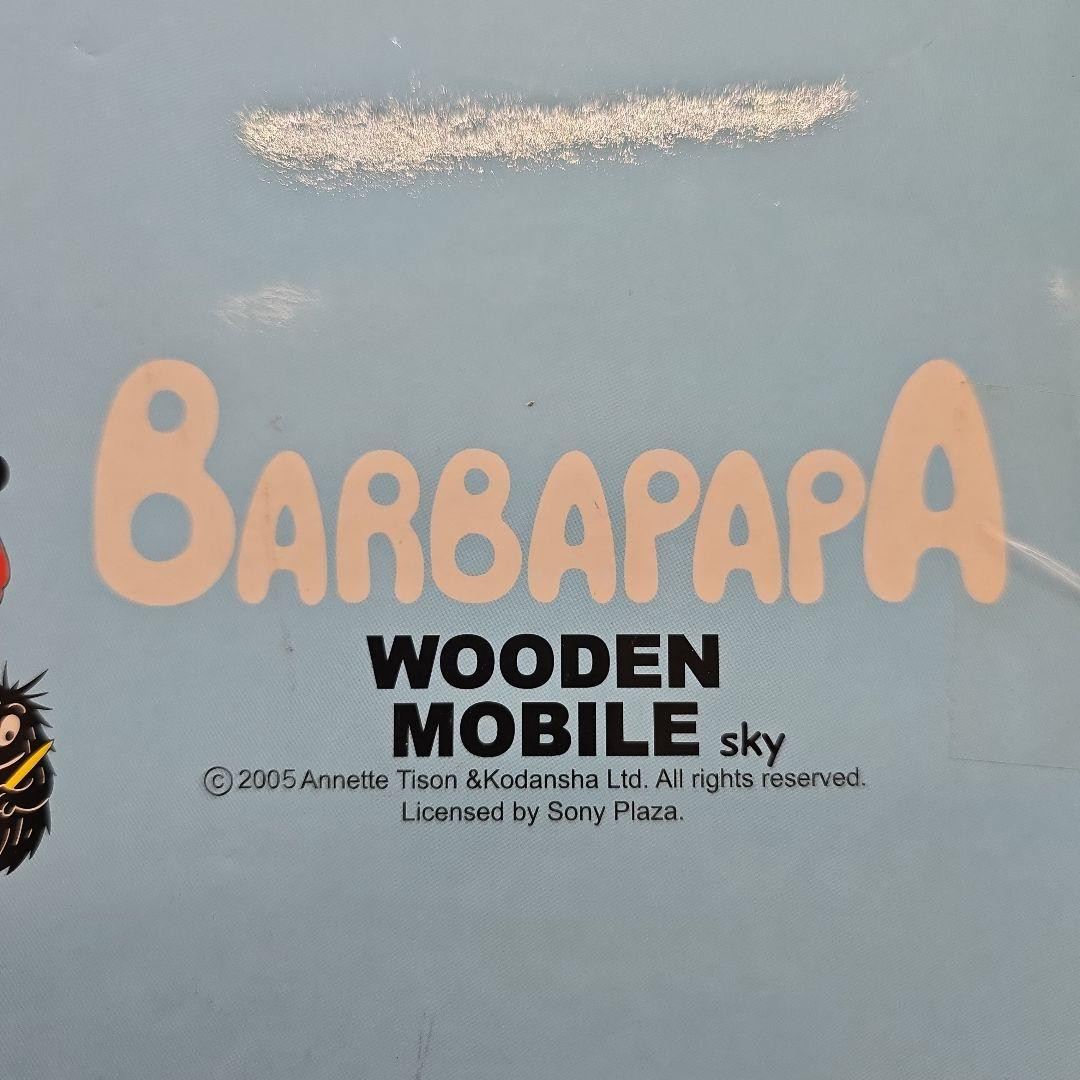 BARBAPAPA
WOODEN
MOBILE sky
© 2005 Annette Tison &Kodansha Ltd. All rights reserved.
Licensed by Sony Plaza.